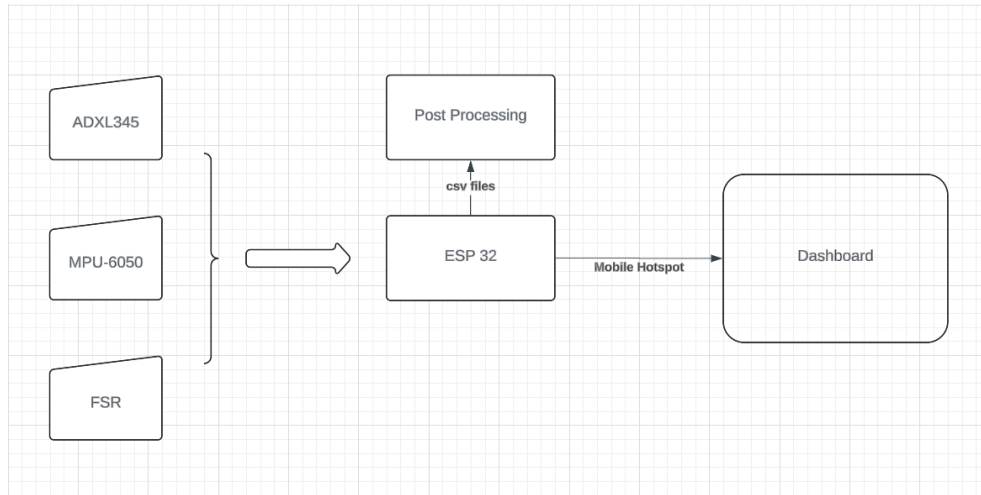 ADXL345
MPU-6050
FSR
Post Processing
csv files
ESP 32
Mobile Hotspot
Dashboard